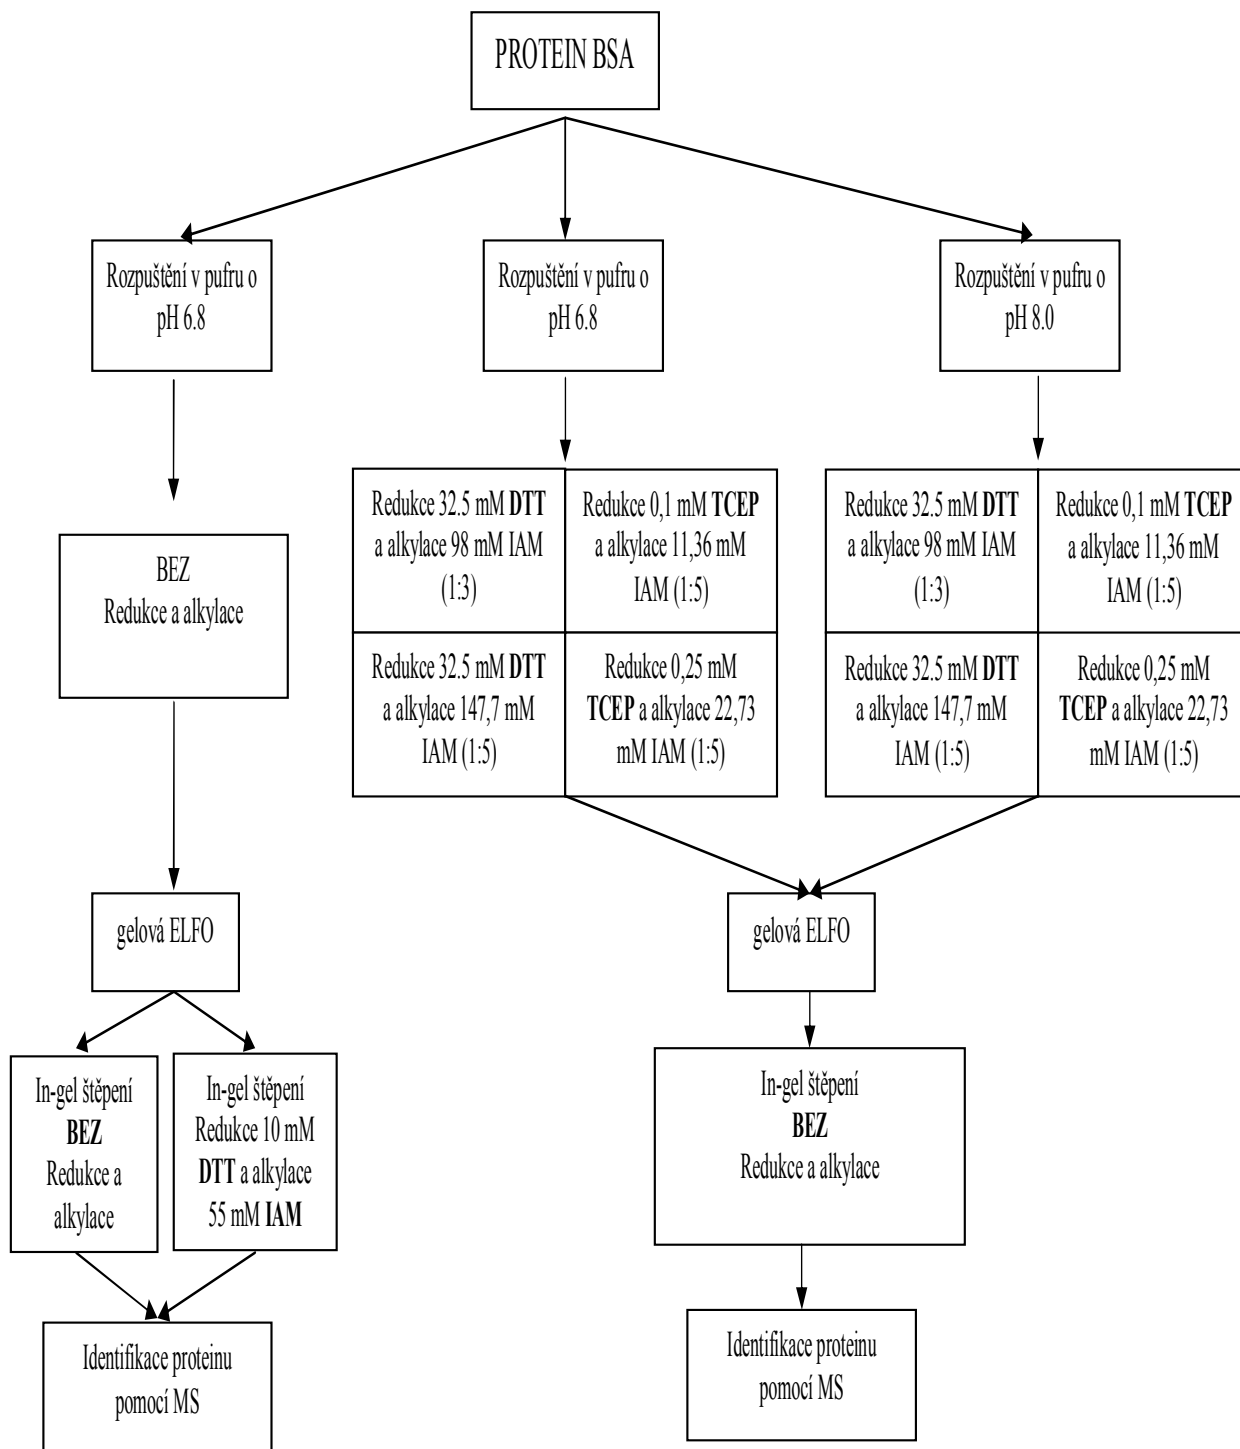 PROTEIN BSA
Rozpuštění v pufru o
pH 6.8
Rozpuštění v pufru o
pH 6.8
Rozpuštění v pufru o
pH 8.0
BEZ
Redukce a alkylace
Redukce 32.5 mM DTT
a alkylace 98 mM IAM
(1:3)
Redukce 0,1 mM TCEP
a alkylace 11,36 mM
IAM (1:5)
Redukce 32.5 mM DTT
a alkylace 147,7 mM
IAM (1:5)
Redukce 0,25 mM
TCEP a alkylace 22,73
mM IAM (1:5)
Redukce 32.5 mM DTT
a alkylace 98 mM IAM
(1:3)
Redukce 0,1 mM TCEP
a alkylace 11,36 mM
IAM (1:5)
Redukce 32.5 mM DTT
a alkylace 147,7 mM
IAM (1:5)
Redukce 0,25 mM
TCEP a alkylace 22,73
mM IAM (1:5)
gelová ELFO
gelová ELFO
In-gel štěpení
BEZ
Redukce a
alkylace
In-gel štěpení
Redukce 10 mM
DTT a alkylace
55 mM IAM
In-gel štěpení
BEZ
Redukce a alkylace
Identifikace proteinu
pomocí MS
Identifikace proteinu
pomocí MS